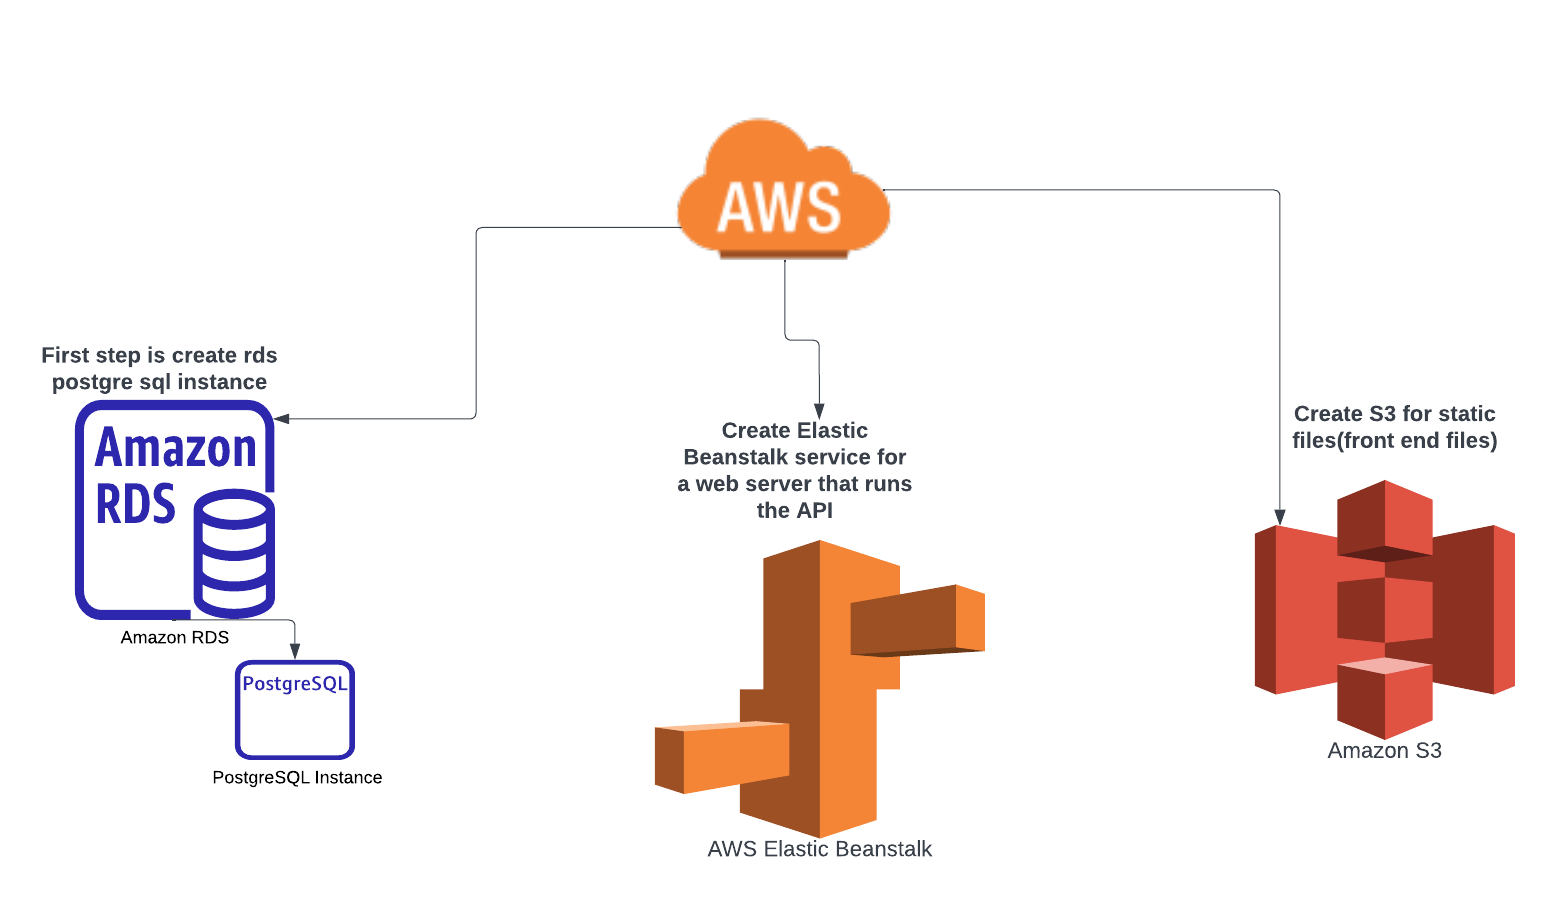 AWS
First step is create rds
postgre sql instance
Amazon
RDS
Amazon RDS
PostgreSQL
PostgreSQL Instance
Create Elastic
Beanstalk service for
a web server that runs
the API
AWS Elastic Beanstalk
Create S3 for static
files(front end files)
Amazon S3